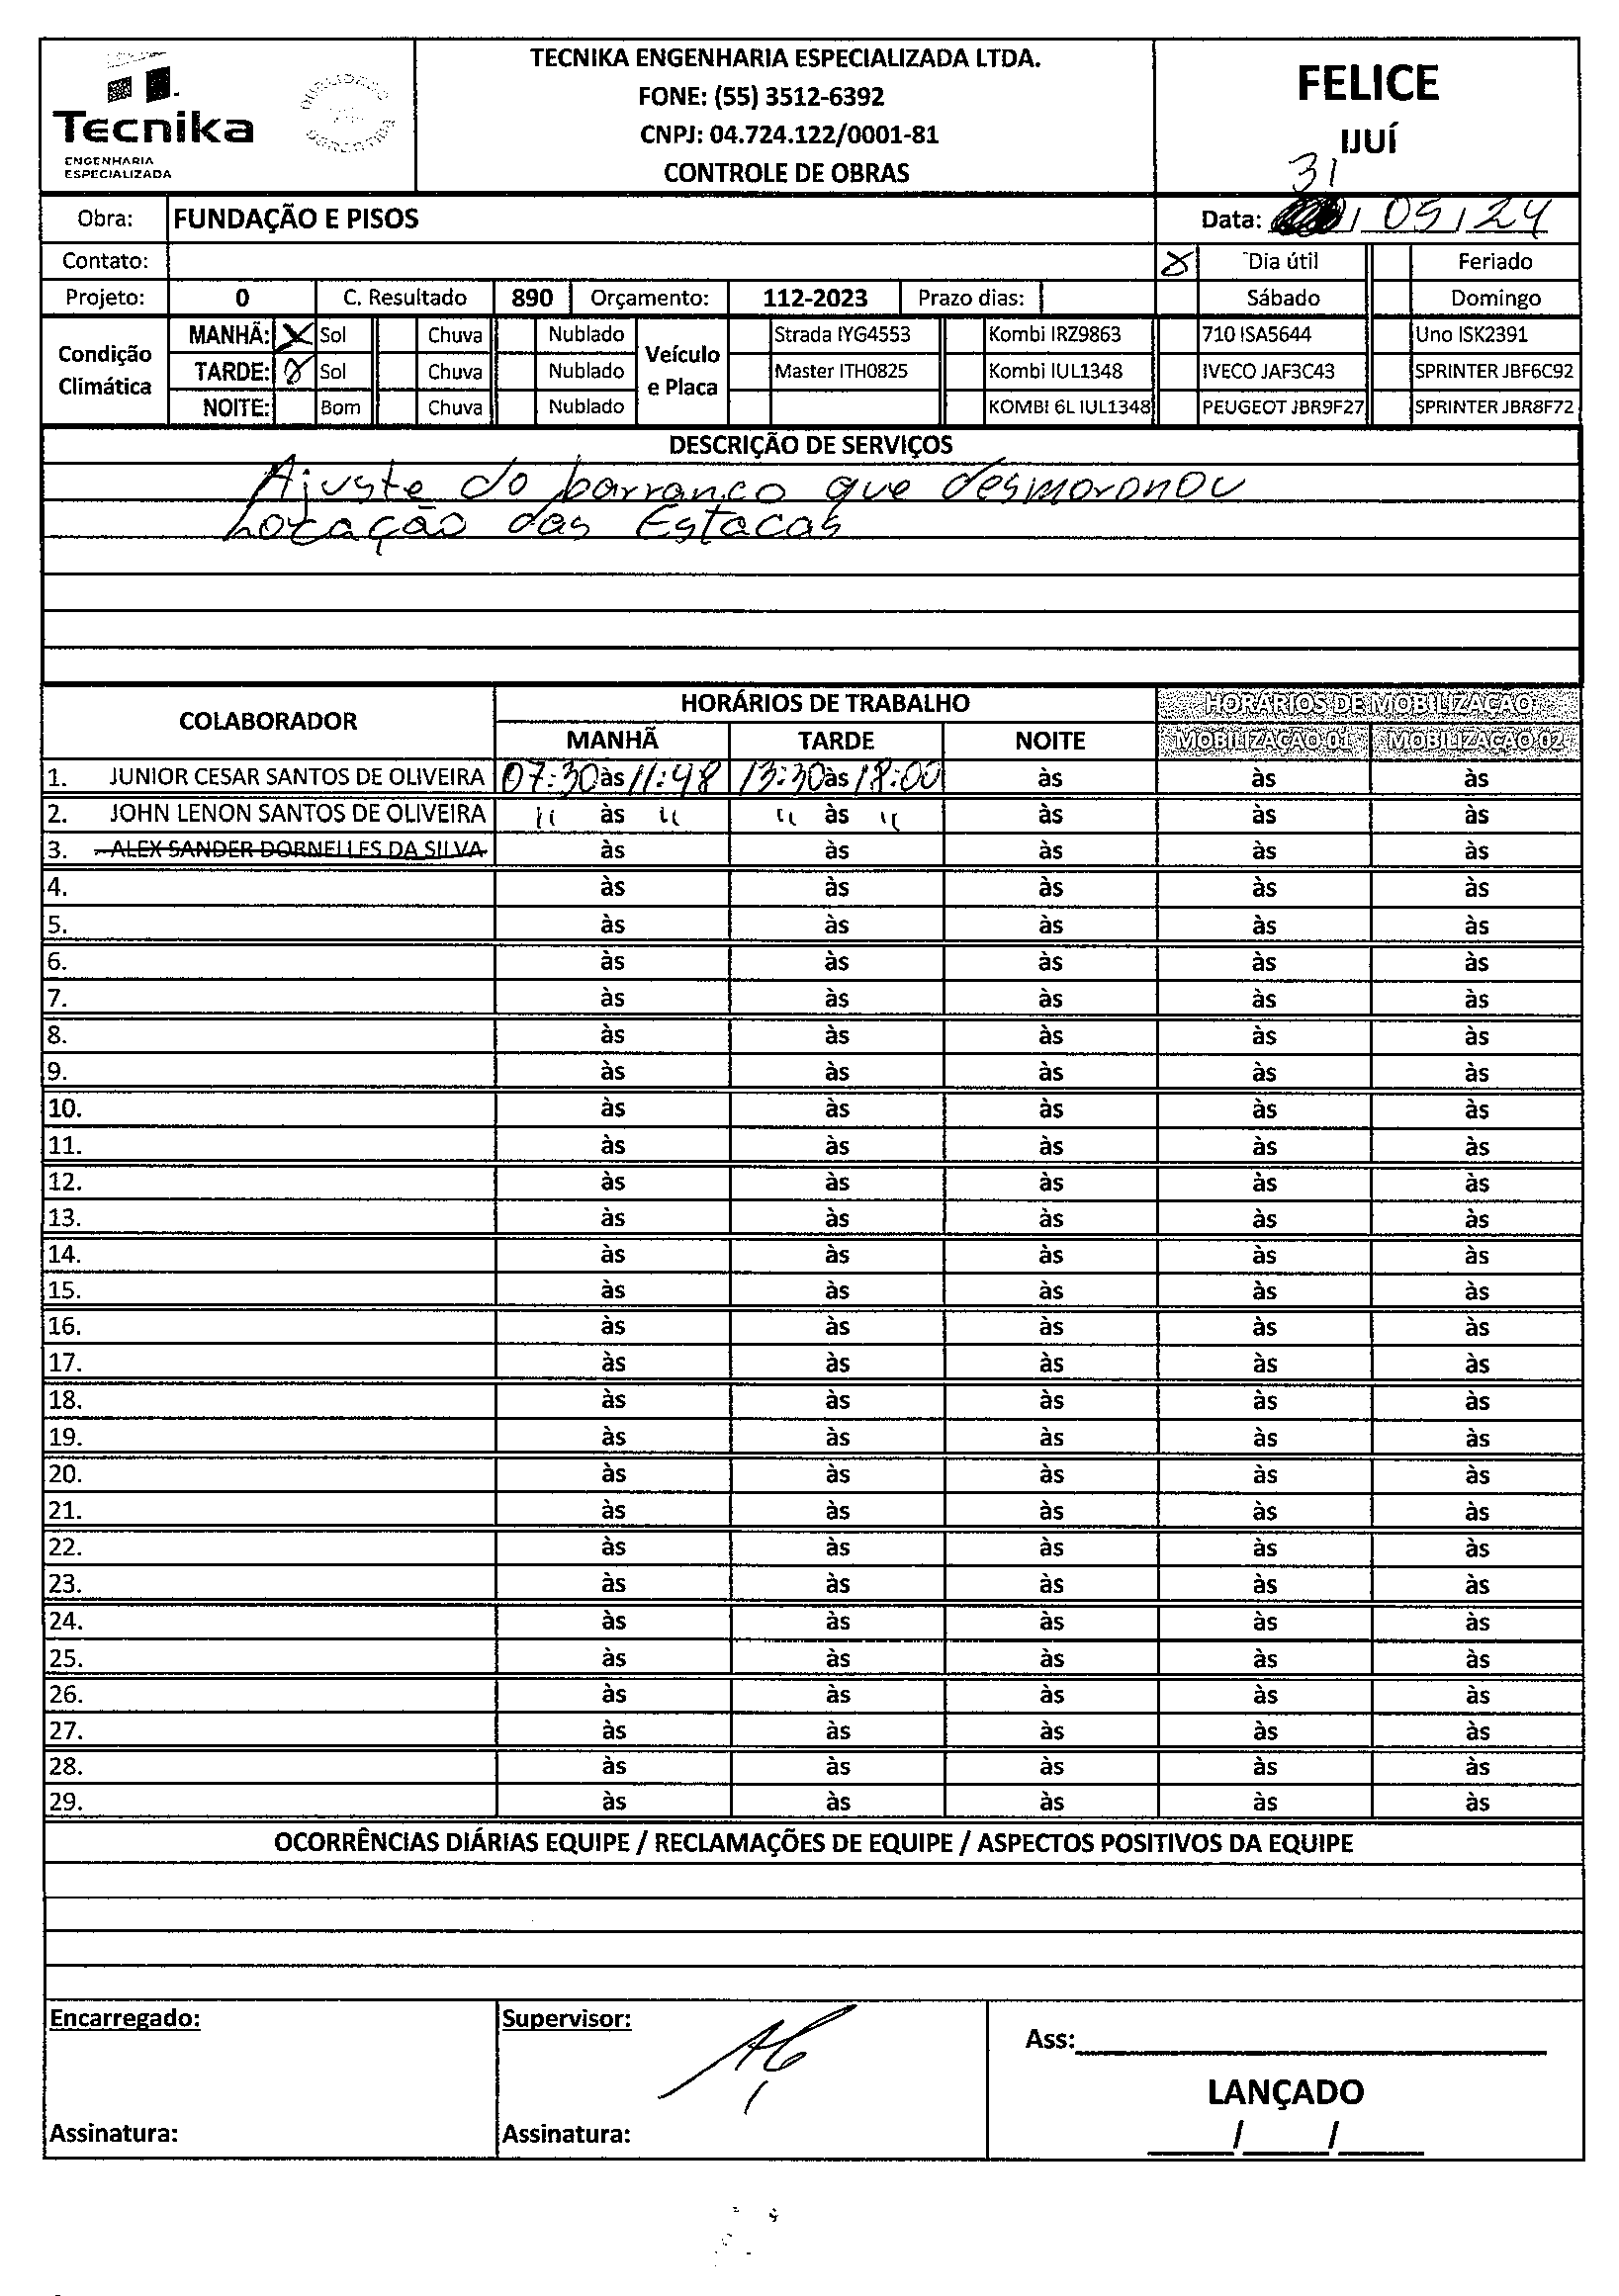 Tecnika
ENGENHARIA
ESPECIALIZADA
TECNIKA ENGENHARIA ESPECIALIZADA LTDA.
FONE: (55) 3512-6392
CNPJ: 04.724.122/0001-81
CONTROLE DE OBRAS
FELICE
IJUÍ
31
Obra: FUNDAÇÃO E PISOS Data: / 05 / 24
Contato: X Dia útil Feriado
Projeto: 0 C. Resultado 890 Orçamento: 112-2023 Prazo dias: Sábado Domingo
Condição Climática
MANHÃ: X Sol Chuva Nublado
TARDE: X Sol Chuva Nublado
NOITE: Bom Chuva Nublado
Veículo e Placa
Strada IYG4553 Kombi IRZ9863 710 ISA5644 Uno ISK2391
Master ITH0825 Kombi IUL1348 IVECO JAF3C43 SPRINTER JBF6C92
KOMBI 6L IUL1348 PEUGEOT JBR9F27 SPRINTER JBR8F72
DESCRIÇÃO DE SERVIÇOS
Ajuste do barranco que desmoronou
Locação das Estacas
COLABORADOR HORÁRIOS DE TRABALHO HORÁRIOS DE MOBILIZAÇÃO
MANHÃ TARDE NOITE MOBILIZAÇÃO 01 MOBILIZAÇÃO 02
1. JUNIOR CESAR SANTOS DE OLIVEIRA 07:30 às 11:48 13:30 às 18:00 às às às
2. JOHN LENON SANTOS DE OLIVEIRA " às " " às " às às às
3. ALEX SANDER DORNELLES DA SILVA às às às às às
4. às às às às às
5. às às às às às
6. às às às às às
7. às às às às às
8. às às às às às
9. às às às às às
10. às às às às às
11. às às às às às
12. às às às às às
13. às às às às às
14. às às às às às
15. às às às às às
16. às às às às às
17. às às às às às
18. às às às às às
19. às às às às às
20. às às às às às
21. às às às às às
22. às às às às às
23. às às às às às
24. às às às às às
25. às às às às às
26. às às às às às
27. às às às às às
28. às às às às às
29. às às às às às
OCORRÊNCIAS DIÁRIAS EQUIPE / RECLAMAÇÕES DE EQUIPE / ASPECTOS POSITIVOS DA EQUIPE
Encarregado:
Assinatura:
Supervisor:
Assinatura:
Ass:
LANÇADO
/ /